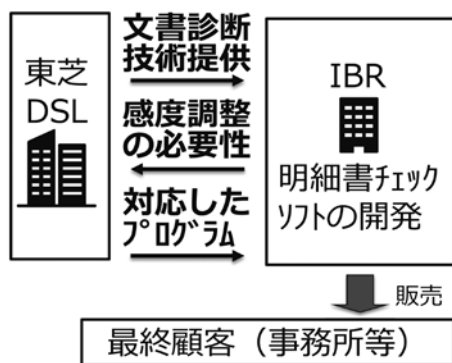 東芝
DSL
文書診断
技術提供
感度調整
の必要性
対応した
ﾌﾟﾛｸﾞﾗﾑ
IBR
明細書ﾁｪｯｸ
ｿﾌﾄの開発
販売
最終顧客（事務所等）